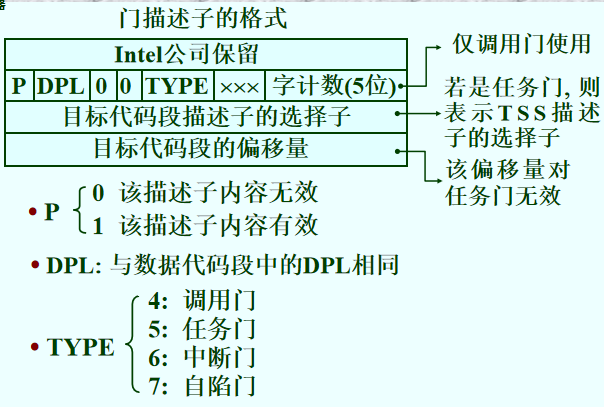 器
门描述子的格式
Intel公司保留
P DPL 0 0 TYPE ××× 字计数(5位)
目标代码段描述子的选择子
目标代码段的偏移量
仅调用门使用
若是任务门, 则
表示TSS描述
子的选择子
该偏移量对
任务门无效
• P
0 该描述子内容无效
1 该描述子内容有效
• DPL: 与数据代码段中的DPL相同
• TYPE
4: 调用门
5: 任务门
6: 中断门
7: 自陷门